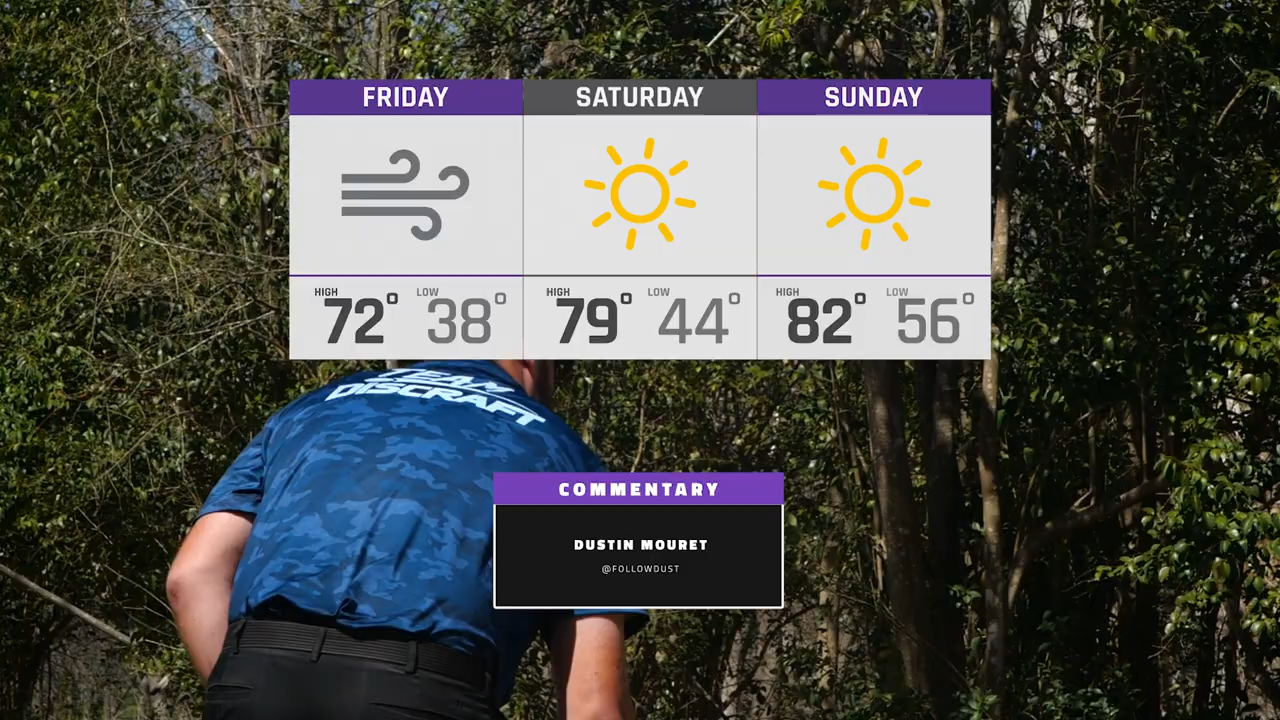 FRIDAY SATURDAY SUNDAY
HIGH 72° LOW 38° HIGH 79° LOW 44° HIGH 82° LOW 56°
TEAM
DISCRAFT
COMMENTARY
DUSTIN MOURET
@FOLLOWDUST